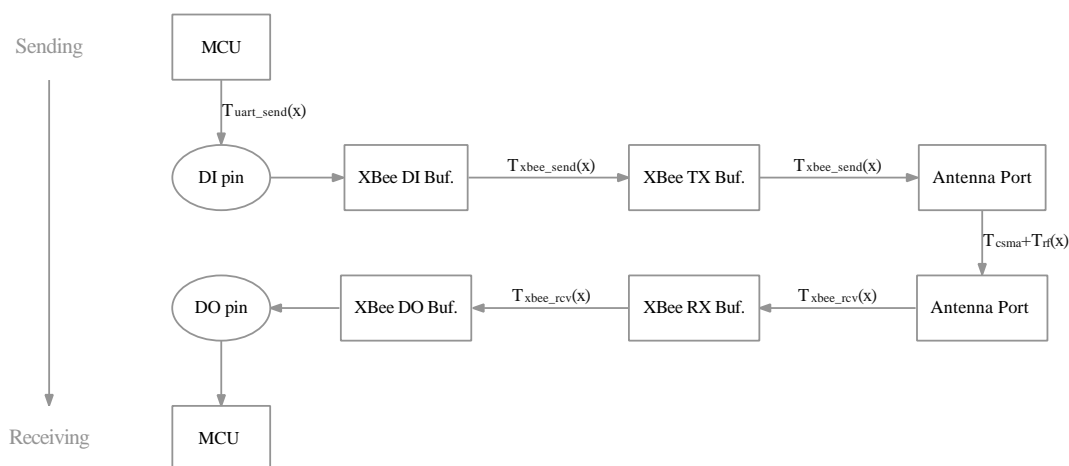 Sending
MCU
Tuart_send(x)
DI pin
XBee DI Buf.
Txbee_send(x)
XBee TX Buf.
Txbee_send(x)
Antenna Port
Tcsma+Trf(x)
DO pin
XBee DO Buf.
Txbee_rcv(x)
XBee RX Buf.
Txbee_rcv(x)
Antenna Port
Receiving
MCU